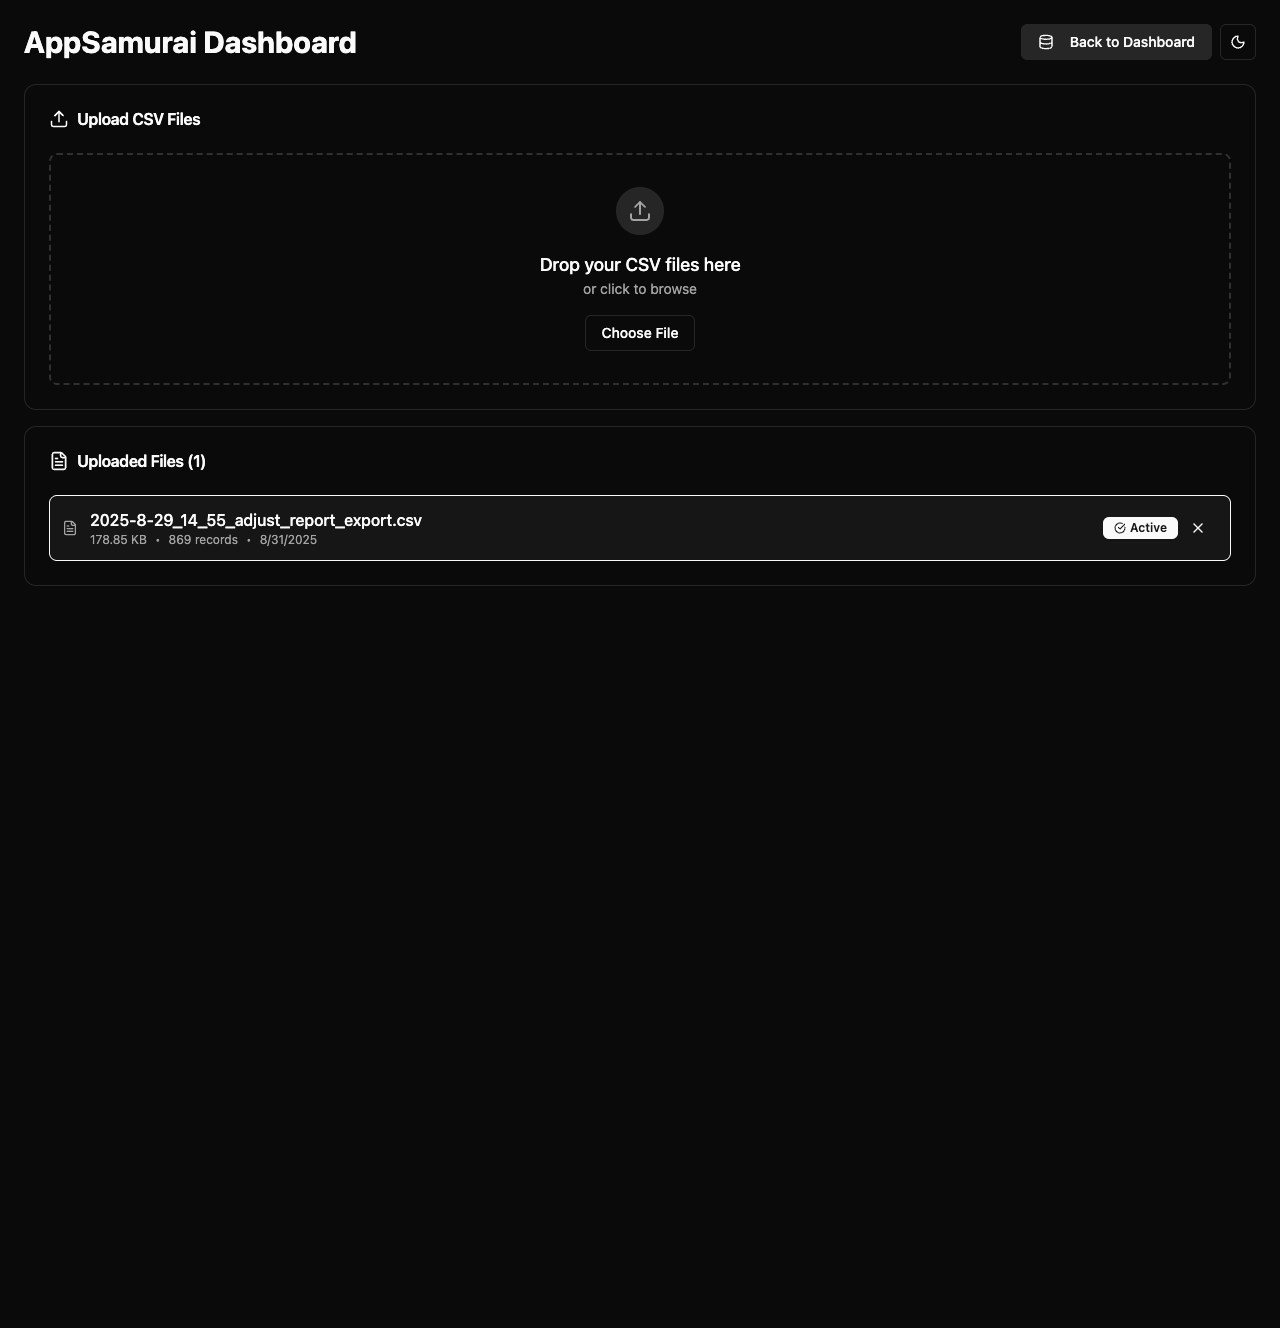 AppSamurai Dashboard
Back to Dashboard
Upload CSV Files
Drop your CSV files here
or click to browse
Choose File
Uploaded Files (1)
2025-8-29_14_55_adjust_report_export.csv
178.85 KB • 869 records • 8/31/2025
Active